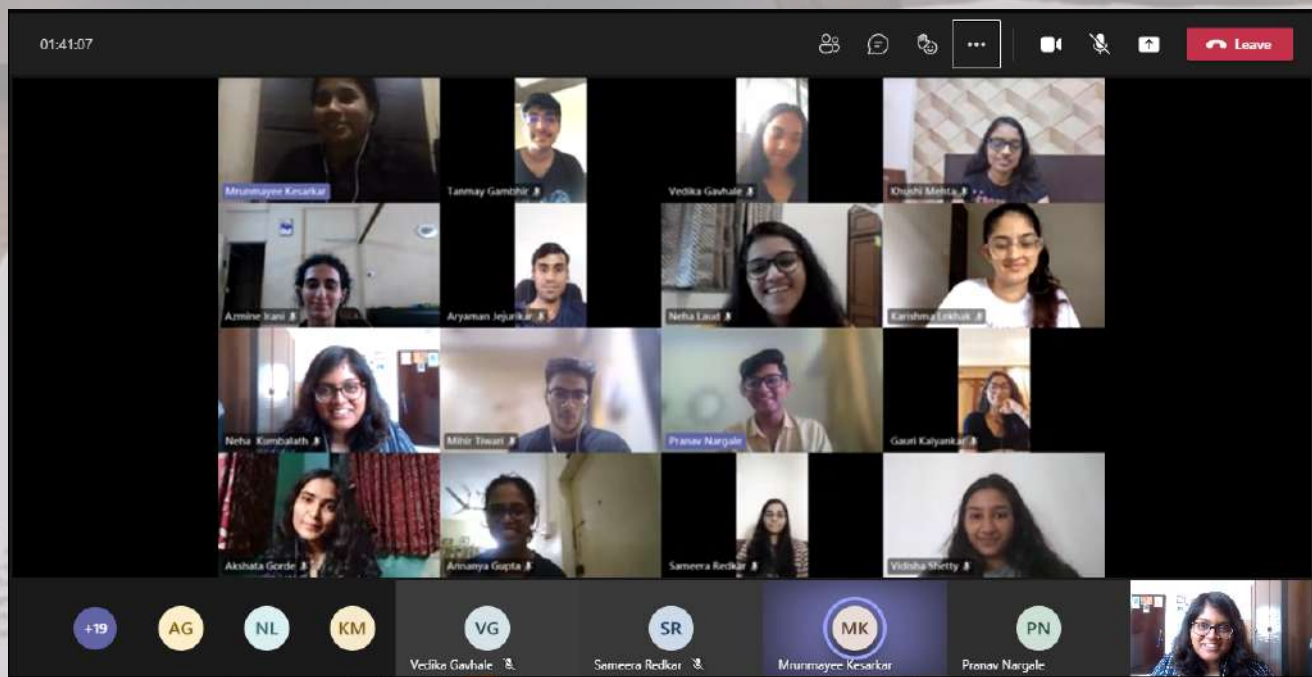 01:41:07
Leave
Mrunmayee Kesarkar
Tanmay Gambhir
Vedika Gavhale
Khushi Mehta
Azmine Irani
Aryaman Jejurikar
Neha Laud
Karishma Lekhak
Neha Kumbalath
Mihir Tiwari
Pranav Nargale
Gauri Kalyankar
Akshata Gorde
Annanya Gupta
Sameera Redkar
Vidisha Shetty
+19
AG
NL
KM
VG
SR
MK
PN
Vedika Gavhale
Sameera Redkar
Mrunmayee Kesarkar
Pranav Nargale